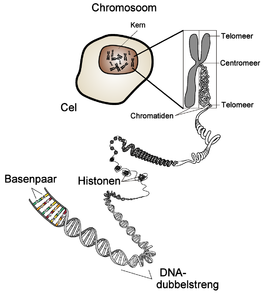 Chromosoom
Kern
Telomeer
Centromeer
Telomeer
Cel
Chromatiden
Histonen
Basenpaar
DNA-
dubbelstreng